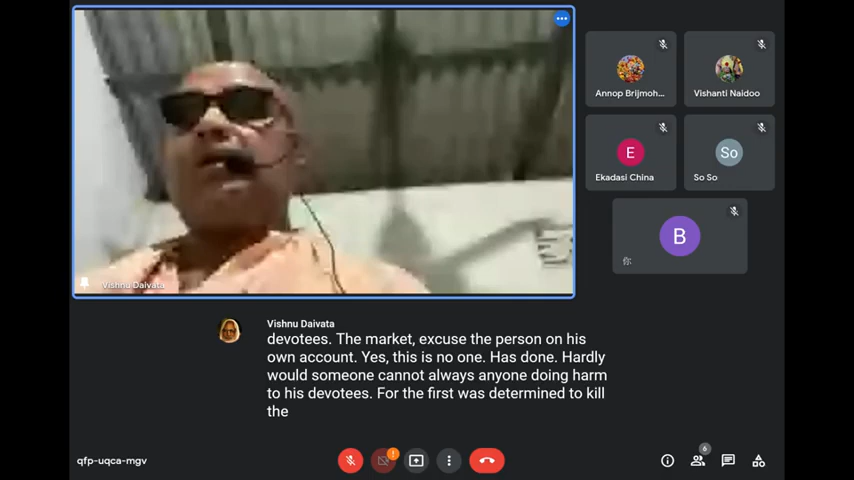 Vishnu Daivata
Annop Brijmoh...
Vishanti Naidoo
E
Ekadasi China
So
So So
B
你
Vishnu Daivata
devotees. The market, excuse the person on his
own account. Yes, this is no one. Has done. Hardly
would someone cannot always anyone doing harm
to his devotees. For the first was determined to kill
the
qfp-uqca-mgv
!
6